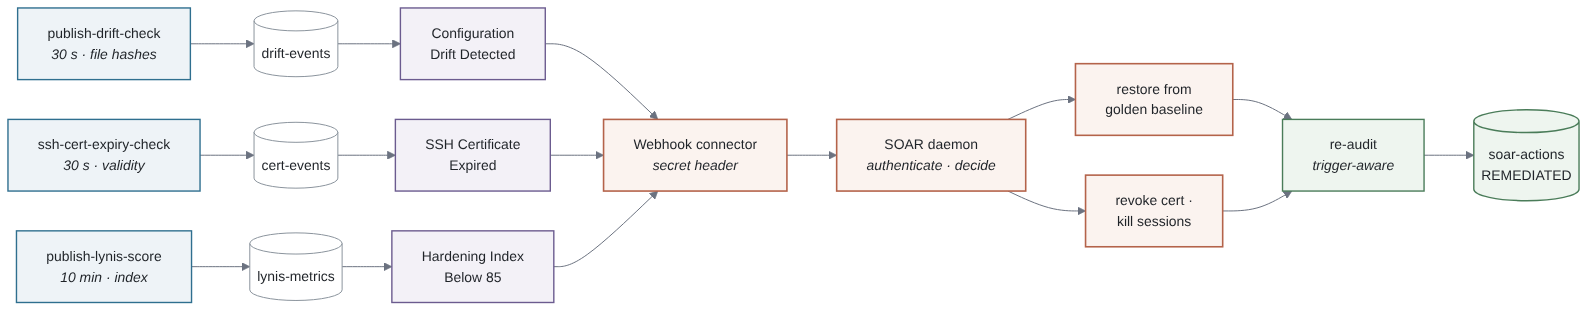 publish-drift-check
30 s · file hashes
drift-events
Configuration
Drift Detected
ssh-cert-expiry-check
30 s · validity
cert-events
SSH Certificate
Expired
publish-lynis-score
10 min · index
lynis-metrics
Hardening Index
Below 85
Webhook connector
secret header
SOAR daemon
authenticate · decide
restore from
golden baseline
revoke cert ·
kill sessions
re-audit
trigger-aware
soar-actions
REMEDIATED